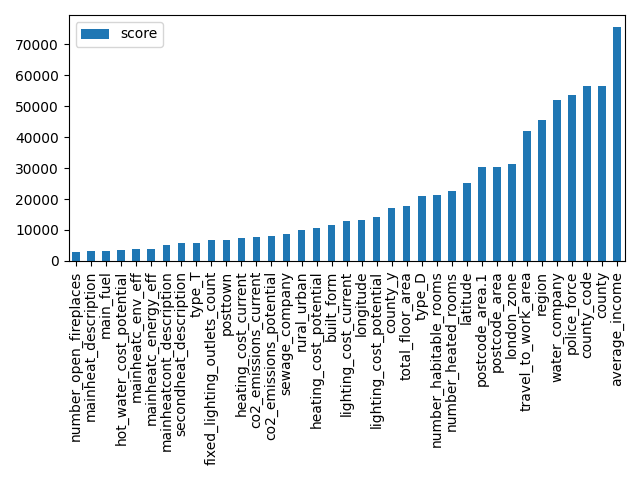 score
70000
60000
50000
40000
30000
20000
10000
0
number_open_fireplaces
mainheat_description
main_fuel
hot_water_cost_potential
mainheatc_env_eff
mainheatc_energy_eff
mainheatcont_description
secondheat_description
type_T
fixed_lighting_outlets_count
posttown
heating_cost_current
co2_emissions_current
co2_emissions_potential
sewage_company
rural_urban
heating_cost_potential
built_form
lighting_cost_current
longitude
lighting_cost_potential
county_y
total_floor_area
type_D
number_habitable_rooms
number_heated_rooms
latitude
postcode_area.1
postcode_area
london_zone
travel_to_work_area
region
water_company
police_force
county_code
county
average_income